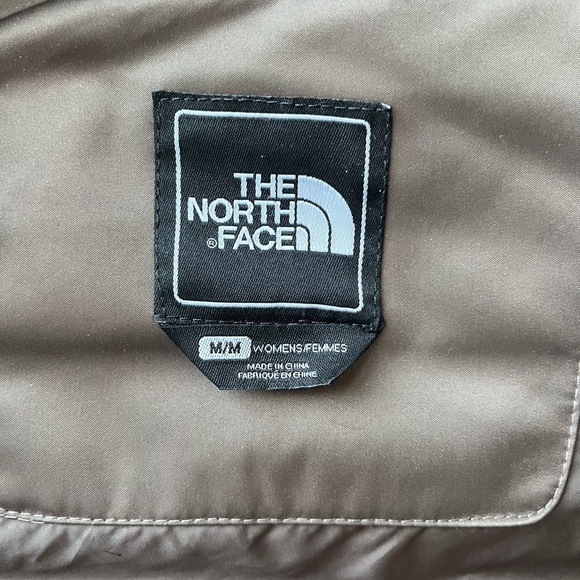 THE
NORTH
®FACE
M/M WOMENS/FEMMES
MADE IN CHINA
FABRIQUE EN CHINE